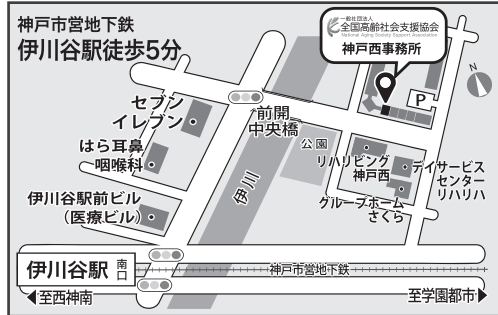 神戸市営地下鉄
伊川谷駅徒歩5分
一般社団法人
全国高齢社会支援協会
National Aging Society Support Association
神戸西事務所
N
P
セブン
イレブン
前開
中央橋
はら耳鼻
咽喉科
公園
リハリビング
神戸西
デイサービス
センター
リハリハ
伊川
グループホーム
さくら
伊川谷駅前ビル
(医療ビル)
伊川谷駅
南口
神戸市営地下鉄
◀至西神南
至学園都市▶